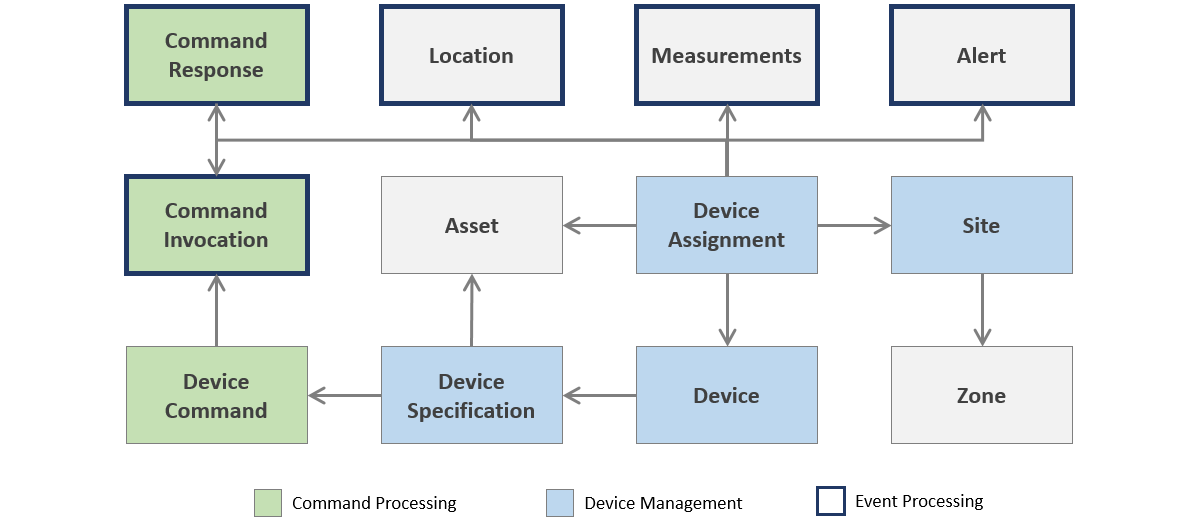 Command
Response
Location
Measurements
Alert
Command
Invocation
Asset
Device
Assignment
Site
Device
Command
Device
Specification
Device
Zone
Command Processing
Device Management
Event Processing